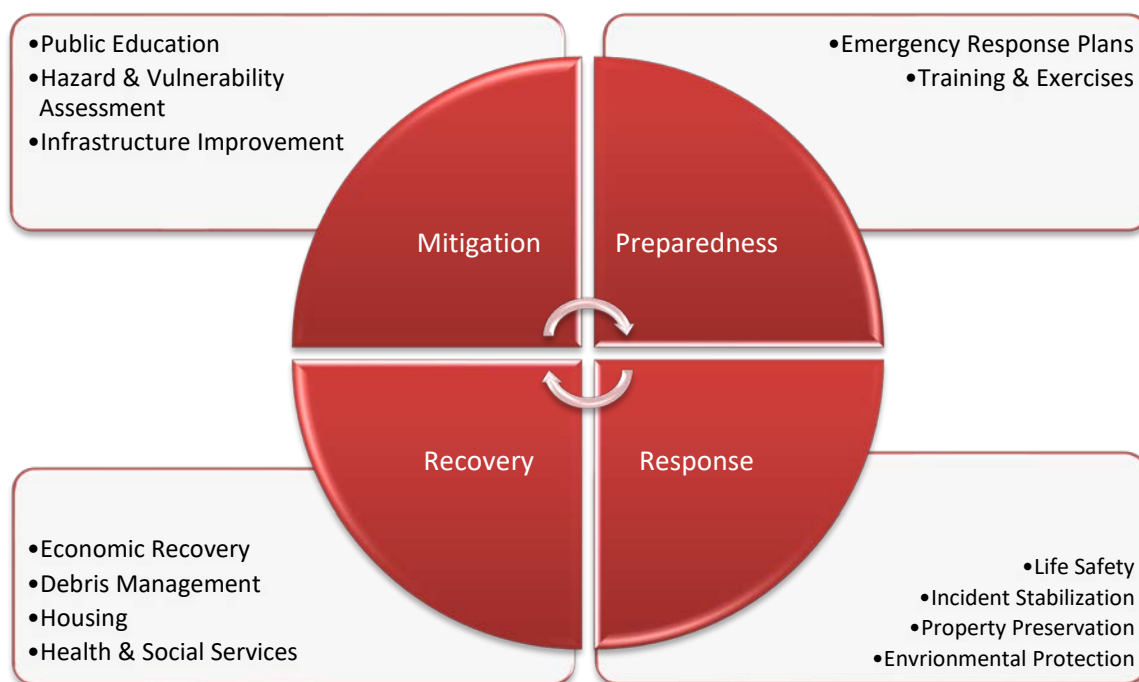 •Public Education
•Hazard & Vulnerability
Assessment
•Infrastructure Improvement
•Emergency Response Plans
•Training & Exercises
Mitigation
Preparedness
Recovery
Response
•Economic Recovery
•Debris Management
•Housing
•Health & Social Services
•Life Safety
•Incident Stabilization
•Property Preservation
•Envrionmental Protection